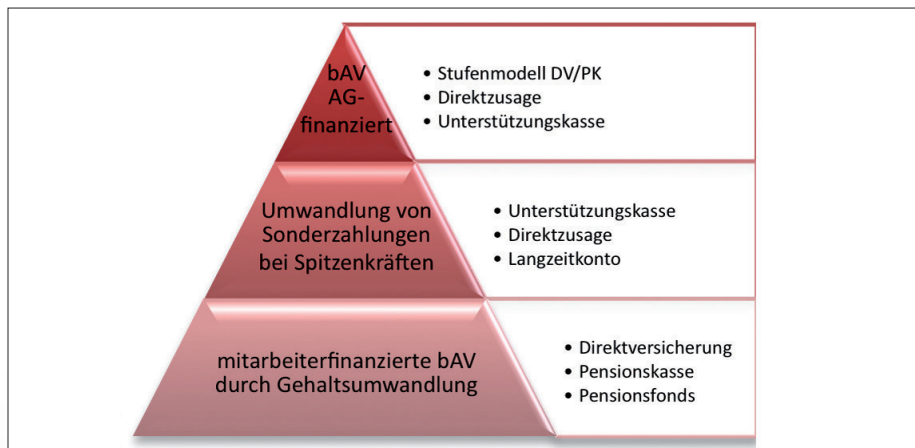 bAV
AG-
finanziert
• Stufenmodell DV/PK
• Direktzusage
• Unterstützungskasse
Umwandlung von
Sonderzahlungen
bei Spitzenkräften
• Unterstützungskasse
• Direktzusage
• Langzeitkonto
mitarbeiterfinanzierte bAV
durch Gehaltsumwandlung
• Direktversicherung
• Pensionskasse
• Pensionsfonds